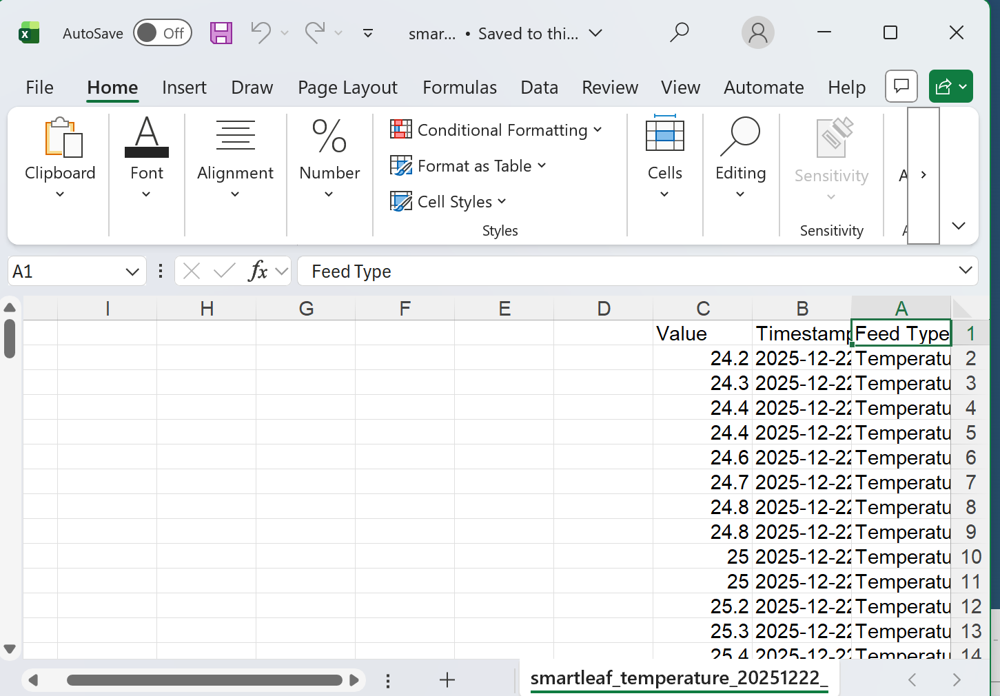 AutoSave Off smar... • Saved to thi...
File Home Insert Draw Page Layout Formulas Data Review View Automate Help
Clipboard Font Alignment Number Conditional Formatting Cells Editing Sensitivity
Format as Table
Cell Styles
Styles Sensitivity
A1 fx Feed Type
I H G F E D C B A
Value Timestamp Feed Type 1
24.2 2025-12-22 Temperatu 2
24.3 2025-12-22 Temperatu 3
24.4 2025-12-22 Temperatu 4
24.4 2025-12-22 Temperatu 5
24.6 2025-12-22 Temperatu 6
24.7 2025-12-22 Temperatu 7
24.8 2025-12-22 Temperatu 8
24.8 2025-12-22 Temperatu 9
25 2025-12-22 Temperatu 10
25 2025-12-22 Temperatu 11
25.2 2025-12-22 Temperatu 12
25.3 2025-12-22 Temperatu 13
25.4 2025-12-22 Temperatu 14
smartleaf_temperature_20251222_